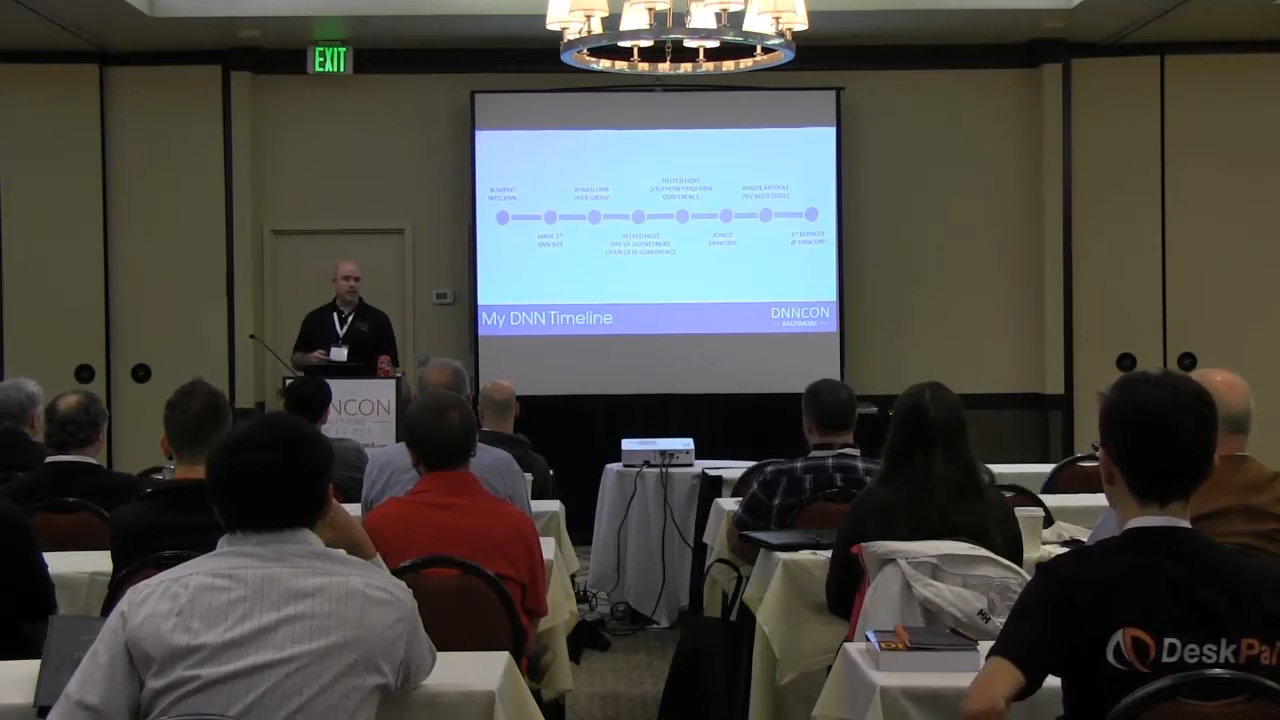 EXIT
HELPED HOST
SOUTHERN FRIED DNN
CONFERENCE
BUMPED
INTO DNN
JOINED DNN
USER GROUP
WROTE MODULE
DEV BLOG SERIES
MADE 1ST
DNN SITE
HELPED HOST
DAY OF DOTNETNUKE
CHARLOTTE CONFERENCE
JOINED
DNNCORP
1ST KEYNOTE
@ DNNCON!
My DNN Timeline
DNNCON
- BALTIMORE -
NCON
HH
DeskPa